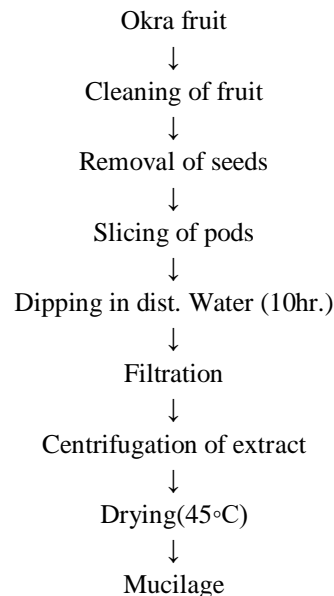 Okra fruit
↓
Cleaning of fruit
↓
Removal of seeds
↓
Slicing of pods
↓
Dipping in dist. Water (10hr.)
↓
Filtration
↓
Centrifugation of extract
↓
Drying(45◦C)
↓
Mucilage